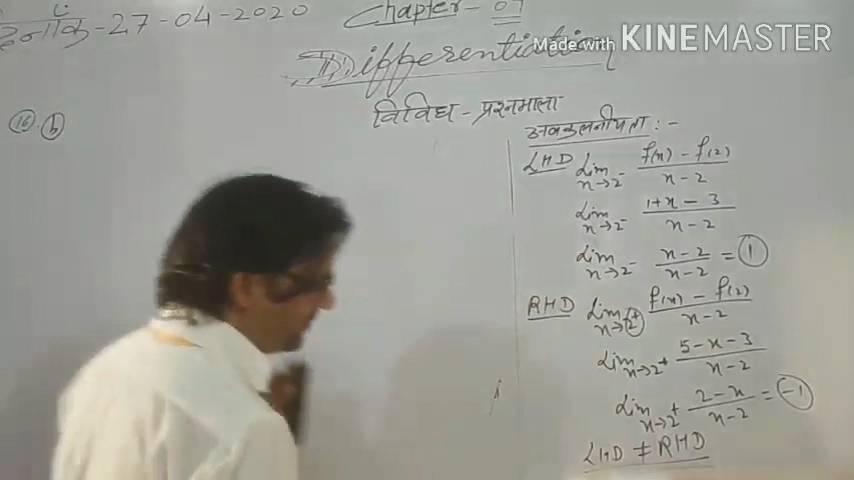 दिनांक-27-04-2020
Chapter-07
Differentiation
Made with KINEMASTER
विविध-प्रश्नमाला
16. b
अवकलनीयता:-
LHD Lim x→2- f(x) - f(2) / x-2
Lim x→2- 1+x-3 / x-2
Lim x→2- x-2 / x-2 = 1
RHD Lim x→2+ f(x) - f(2) / x-2
Lim x→2+ 5-x-3 / x-2
Lim x→2+ 2-x / x-2 = -1
LHD ≠ RHD